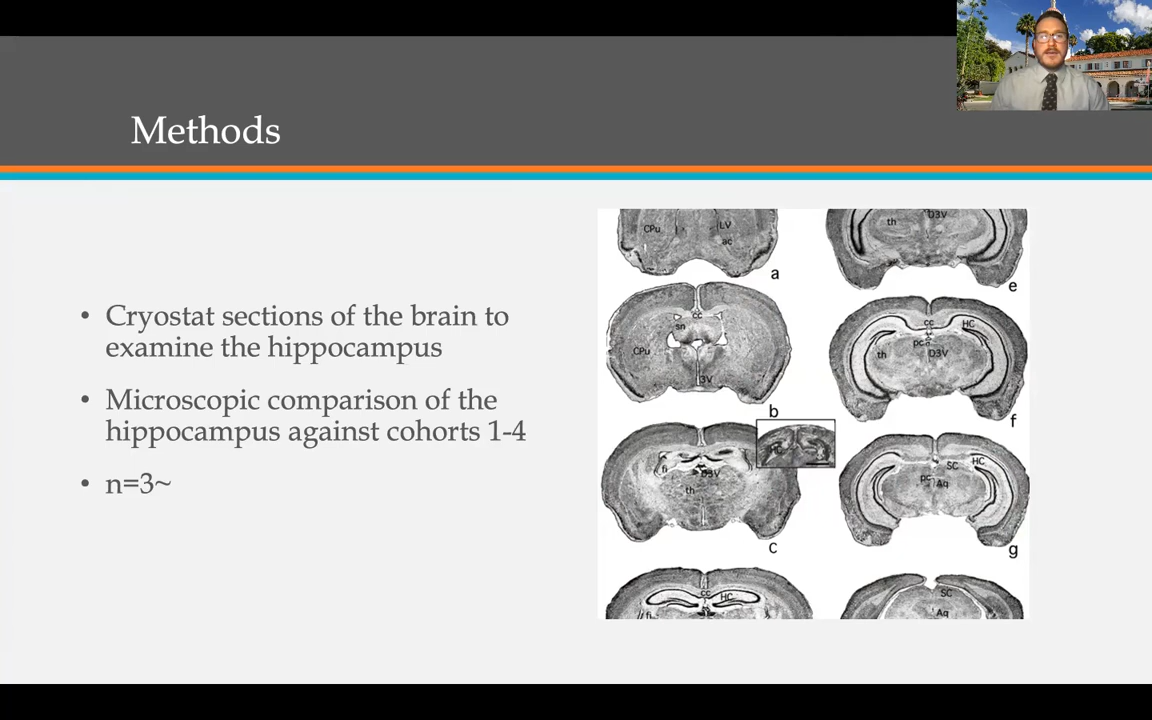 Methods
• Cryostat sections of the brain to
examine the hippocampus
• Microscopic comparison of the
hippocampus against cohorts 1-4
• n=3~
CPu
LV
ac
a
th
D3V
e
cc
sn
CPu
3V
b
cc
HC
pc
th
D3V
f
HC
fi
D3V
th
c
SC
HC
pc
Aq
g
cc
HC
fi
SC
Aq